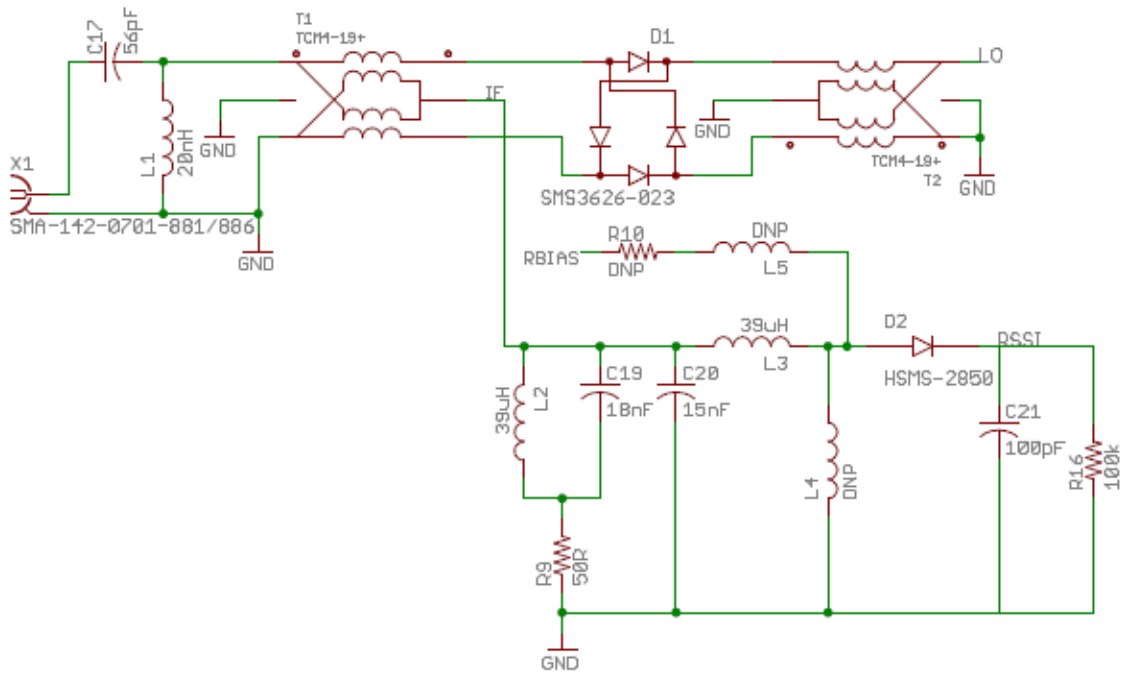 C17
56pF
T1
TCM4-19+
D1
LO
IF
GND
GND
L1
20nH
X1
SMA-142-0701-881/886
GND
SMS3626-023
TCM4-19+
T2
GND
RBIAS
R10
DNP
DNP
L5
39uH
L3
D2
HSMS-2850
RSSI
39uH
L2
C19
18nF
C20
15nF
L4
DNP
C21
100pF
R16
100k
R9
50R
GND